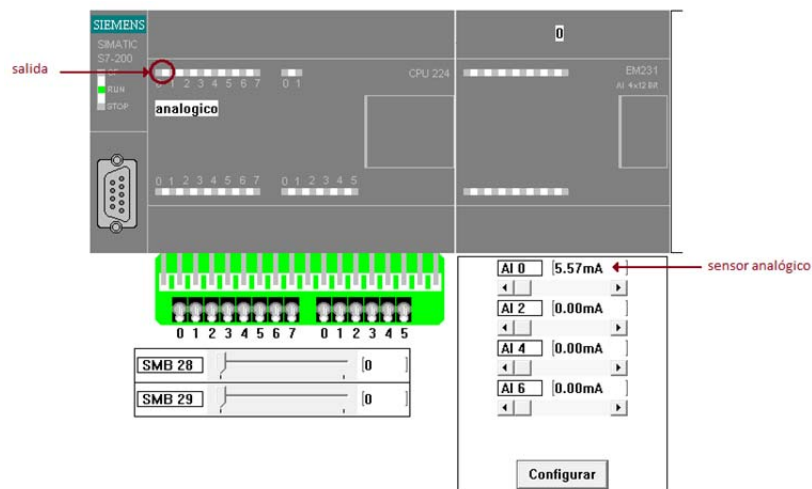 SIEMENS
SIMATIC
S7-200
SF
RUN
STOP
salida
0 1 2 3 4 5 6 7 0 1
CPU 224
analogico
0
EM231
AI 4x12 Bit
0 1 2 3 4 5 6 7 0 1 2 3 4 5
0 1 2 3 4 5 6 7 0 1 2 3 4 5
SMB 28 [0 ]
SMB 29 [0 ]
AI 0 [5.57mA ]
sensor analógico
AI 2 [0.00mA ]
AI 4 [0.00mA ]
AI 6 [0.00mA ]
Configurar